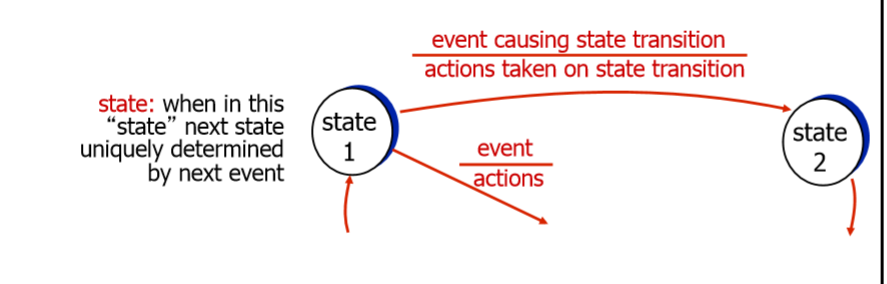 event causing state transition
actions taken on state transition
state: when in this
“state” next state
uniquely determined
by next event
state
1
event
actions
state
2